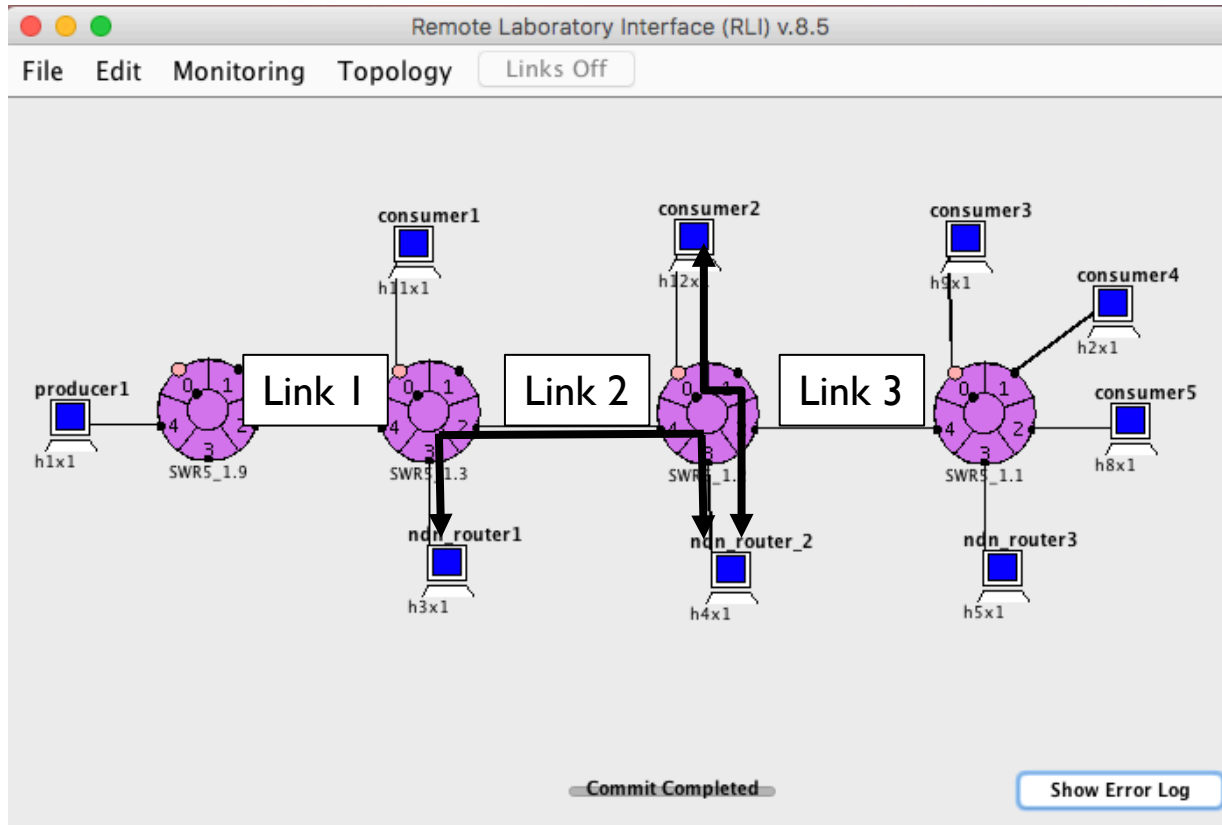 Remote Laboratory Interface (RLI) v.8.5
File Edit Monitoring Topology Links Off
consumer1
consumer2
consumer3
h11x1
h9x1
consumer4
h2x1
producer1
h1x1
0 1
2
3
4
SWR5_1.9
Link 1
0 1
2
3
4
SWR5_1.3
Link 2
0 1
4
Link 3
0 1
2
3
4
SWR5_1.1
consumer5
h8x1
ndn_router1
h3x1
ndn_router_2
h4x1
ndn_router3
h5x1
Commit Completed
Show Error Log